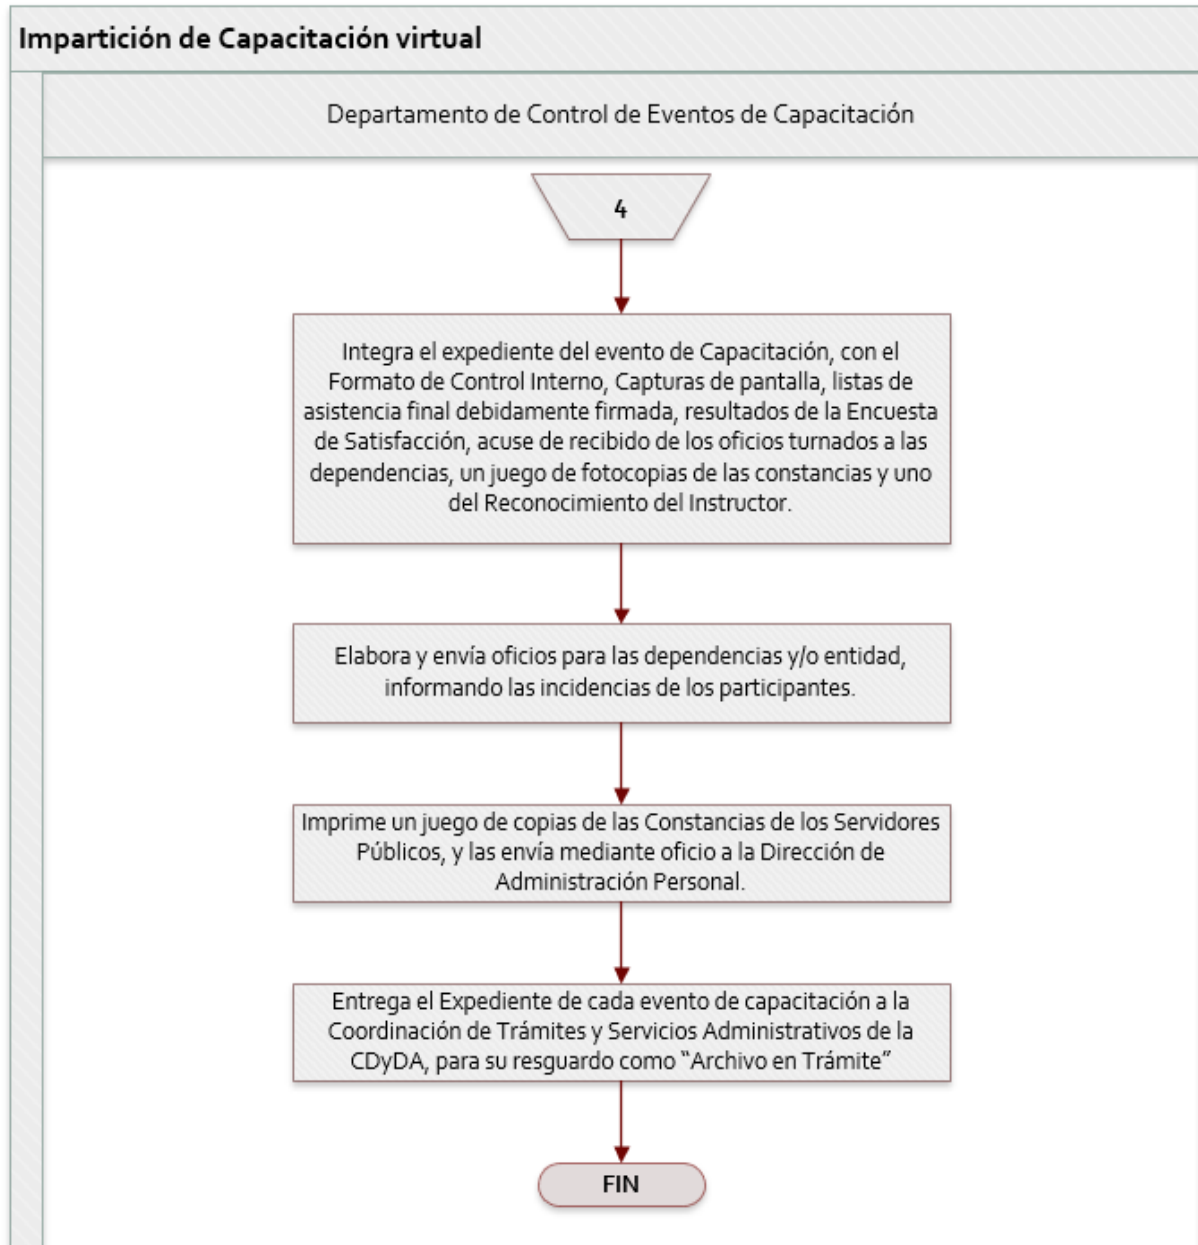 Impartición de Capacitación virtual
Departamento de Control de Eventos de Capacitación
4
Integra el expediente del evento de Capacitación, con el
Formato de Control Interno, Capturas de pantalla, listas de
asistencia final debidamente firmada, resultados de la Encuesta
de Satisfacción, acuse de recibido de los oficios turnados a las
dependencias, un juego de fotocopias de las constancias y uno
del Reconocimiento del Instructor.
Elabora y envía oficios para las dependencias y/o entidad,
informando las incidencias de los participantes.
Imprime un juego de copias de las Constancias de los Servidores
Públicos, y las envía mediante oficio a la Dirección de
Administración Personal.
Entrega el Expediente de cada evento de capacitación a la
Coordinación de Trámites y Servicios Administrativos de la
CDyDA, para su resguardo como “Archivo en Trámite”
FIN